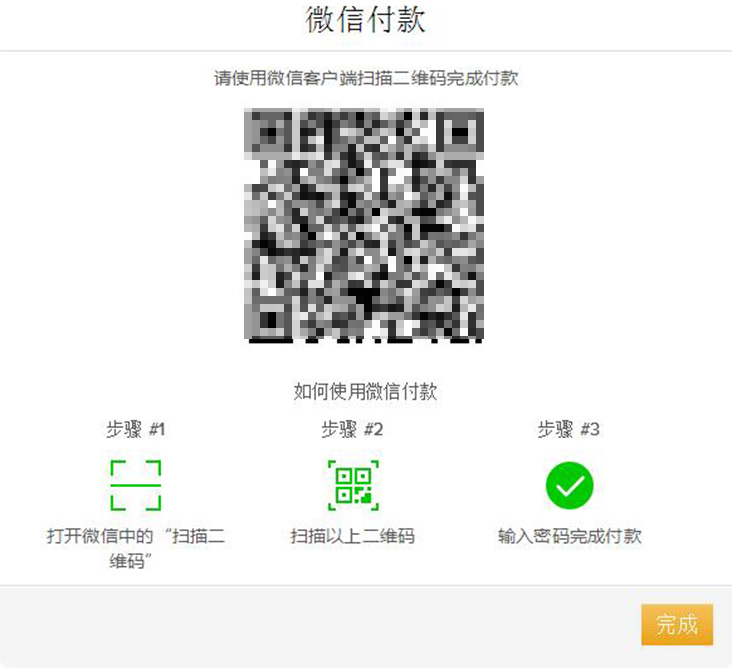 微信付款
请使用微信客户端扫描二维码完成付款
如何使用微信付款
步骤 #1
步骤 #2
步骤 #3
打开微信中的“扫描二
维码”
扫描以上二维码
输入密码完成付款
完成